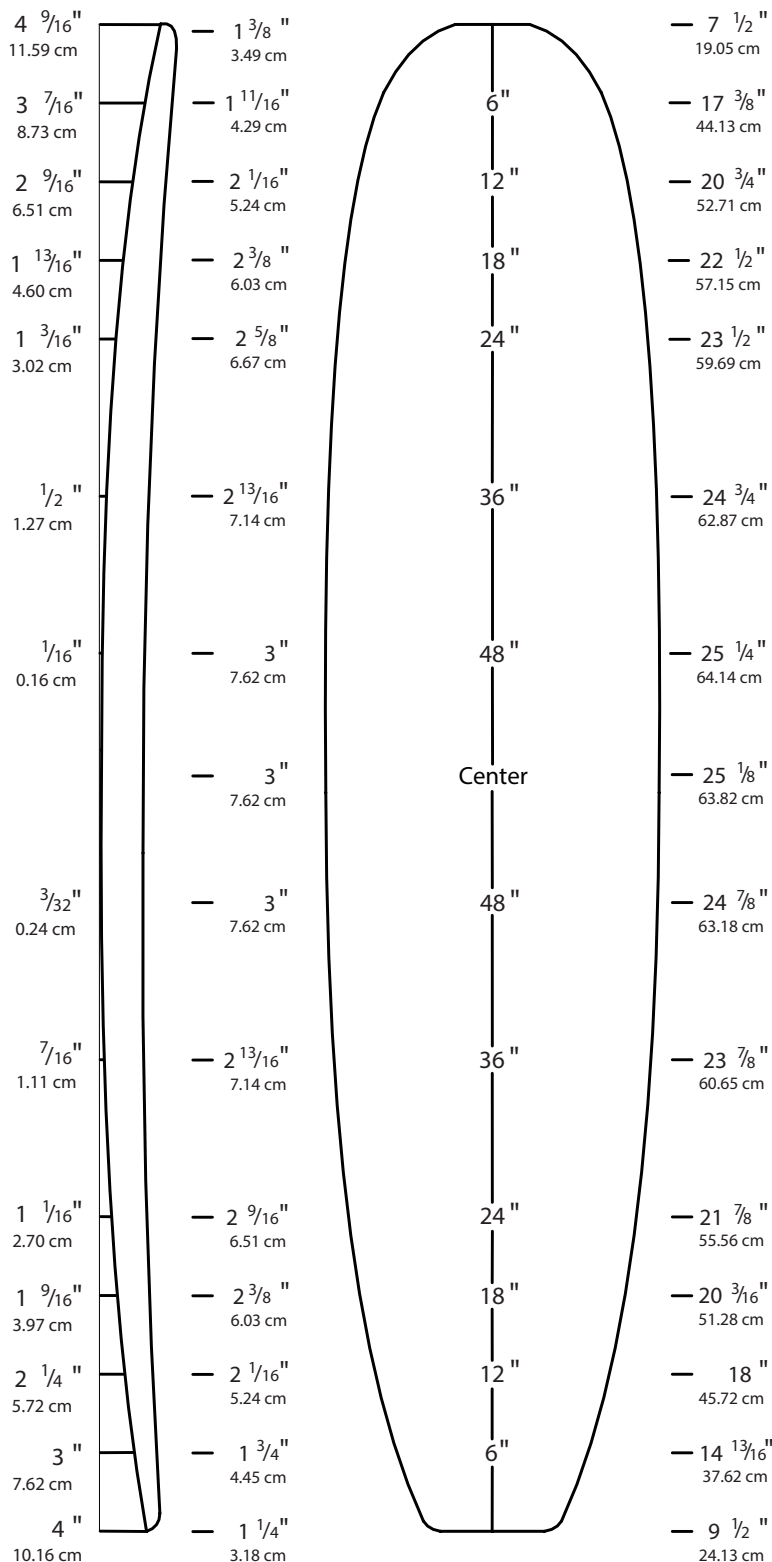 4 9/16" 1 3/8" 7 1/2"
11.59 cm 3.49 cm 19.05 cm
3 7/16" 1 11/16" 6" 17 3/8"
8.73 cm 4.29 cm 44.13 cm
2 9/16" 2 1/16" 12" 20 3/4"
6.51 cm 5.24 cm 52.71 cm
1 13/16" 2 3/8" 18" 22 1/2"
4.60 cm 6.03 cm 57.15 cm
1 3/16" 2 5/8" 24" 23 1/2"
3.02 cm 6.67 cm 59.69 cm
1/2" 2 13/16" 36" 24 3/4"
1.27 cm 7.14 cm 62.87 cm
1/16" 3" 48" 25 1/4"
0.16 cm 7.62 cm 64.14 cm
3" Center 25 1/8"
7.62 cm 63.82 cm
3/32" 3" 48" 24 7/8"
0.24 cm 7.62 cm 63.18 cm
7/16" 2 13/16" 36" 23 7/8"
1.11 cm 7.14 cm 60.65 cm
1 1/16" 2 9/16" 24" 21 7/8"
2.70 cm 6.51 cm 55.56 cm
1 9/16" 2 3/8" 18" 20 3/16"
3.97 cm 6.03 cm 51.28 cm
2 1/4" 2 1/16" 12" 18"
5.72 cm 5.24 cm 45.72 cm
3" 1 3/4" 6" 14 13/16"
7.62 cm 4.45 cm 37.62 cm
4" 1 1/4" 9 1/2"
10.16 cm 3.18 cm 24.13 cm